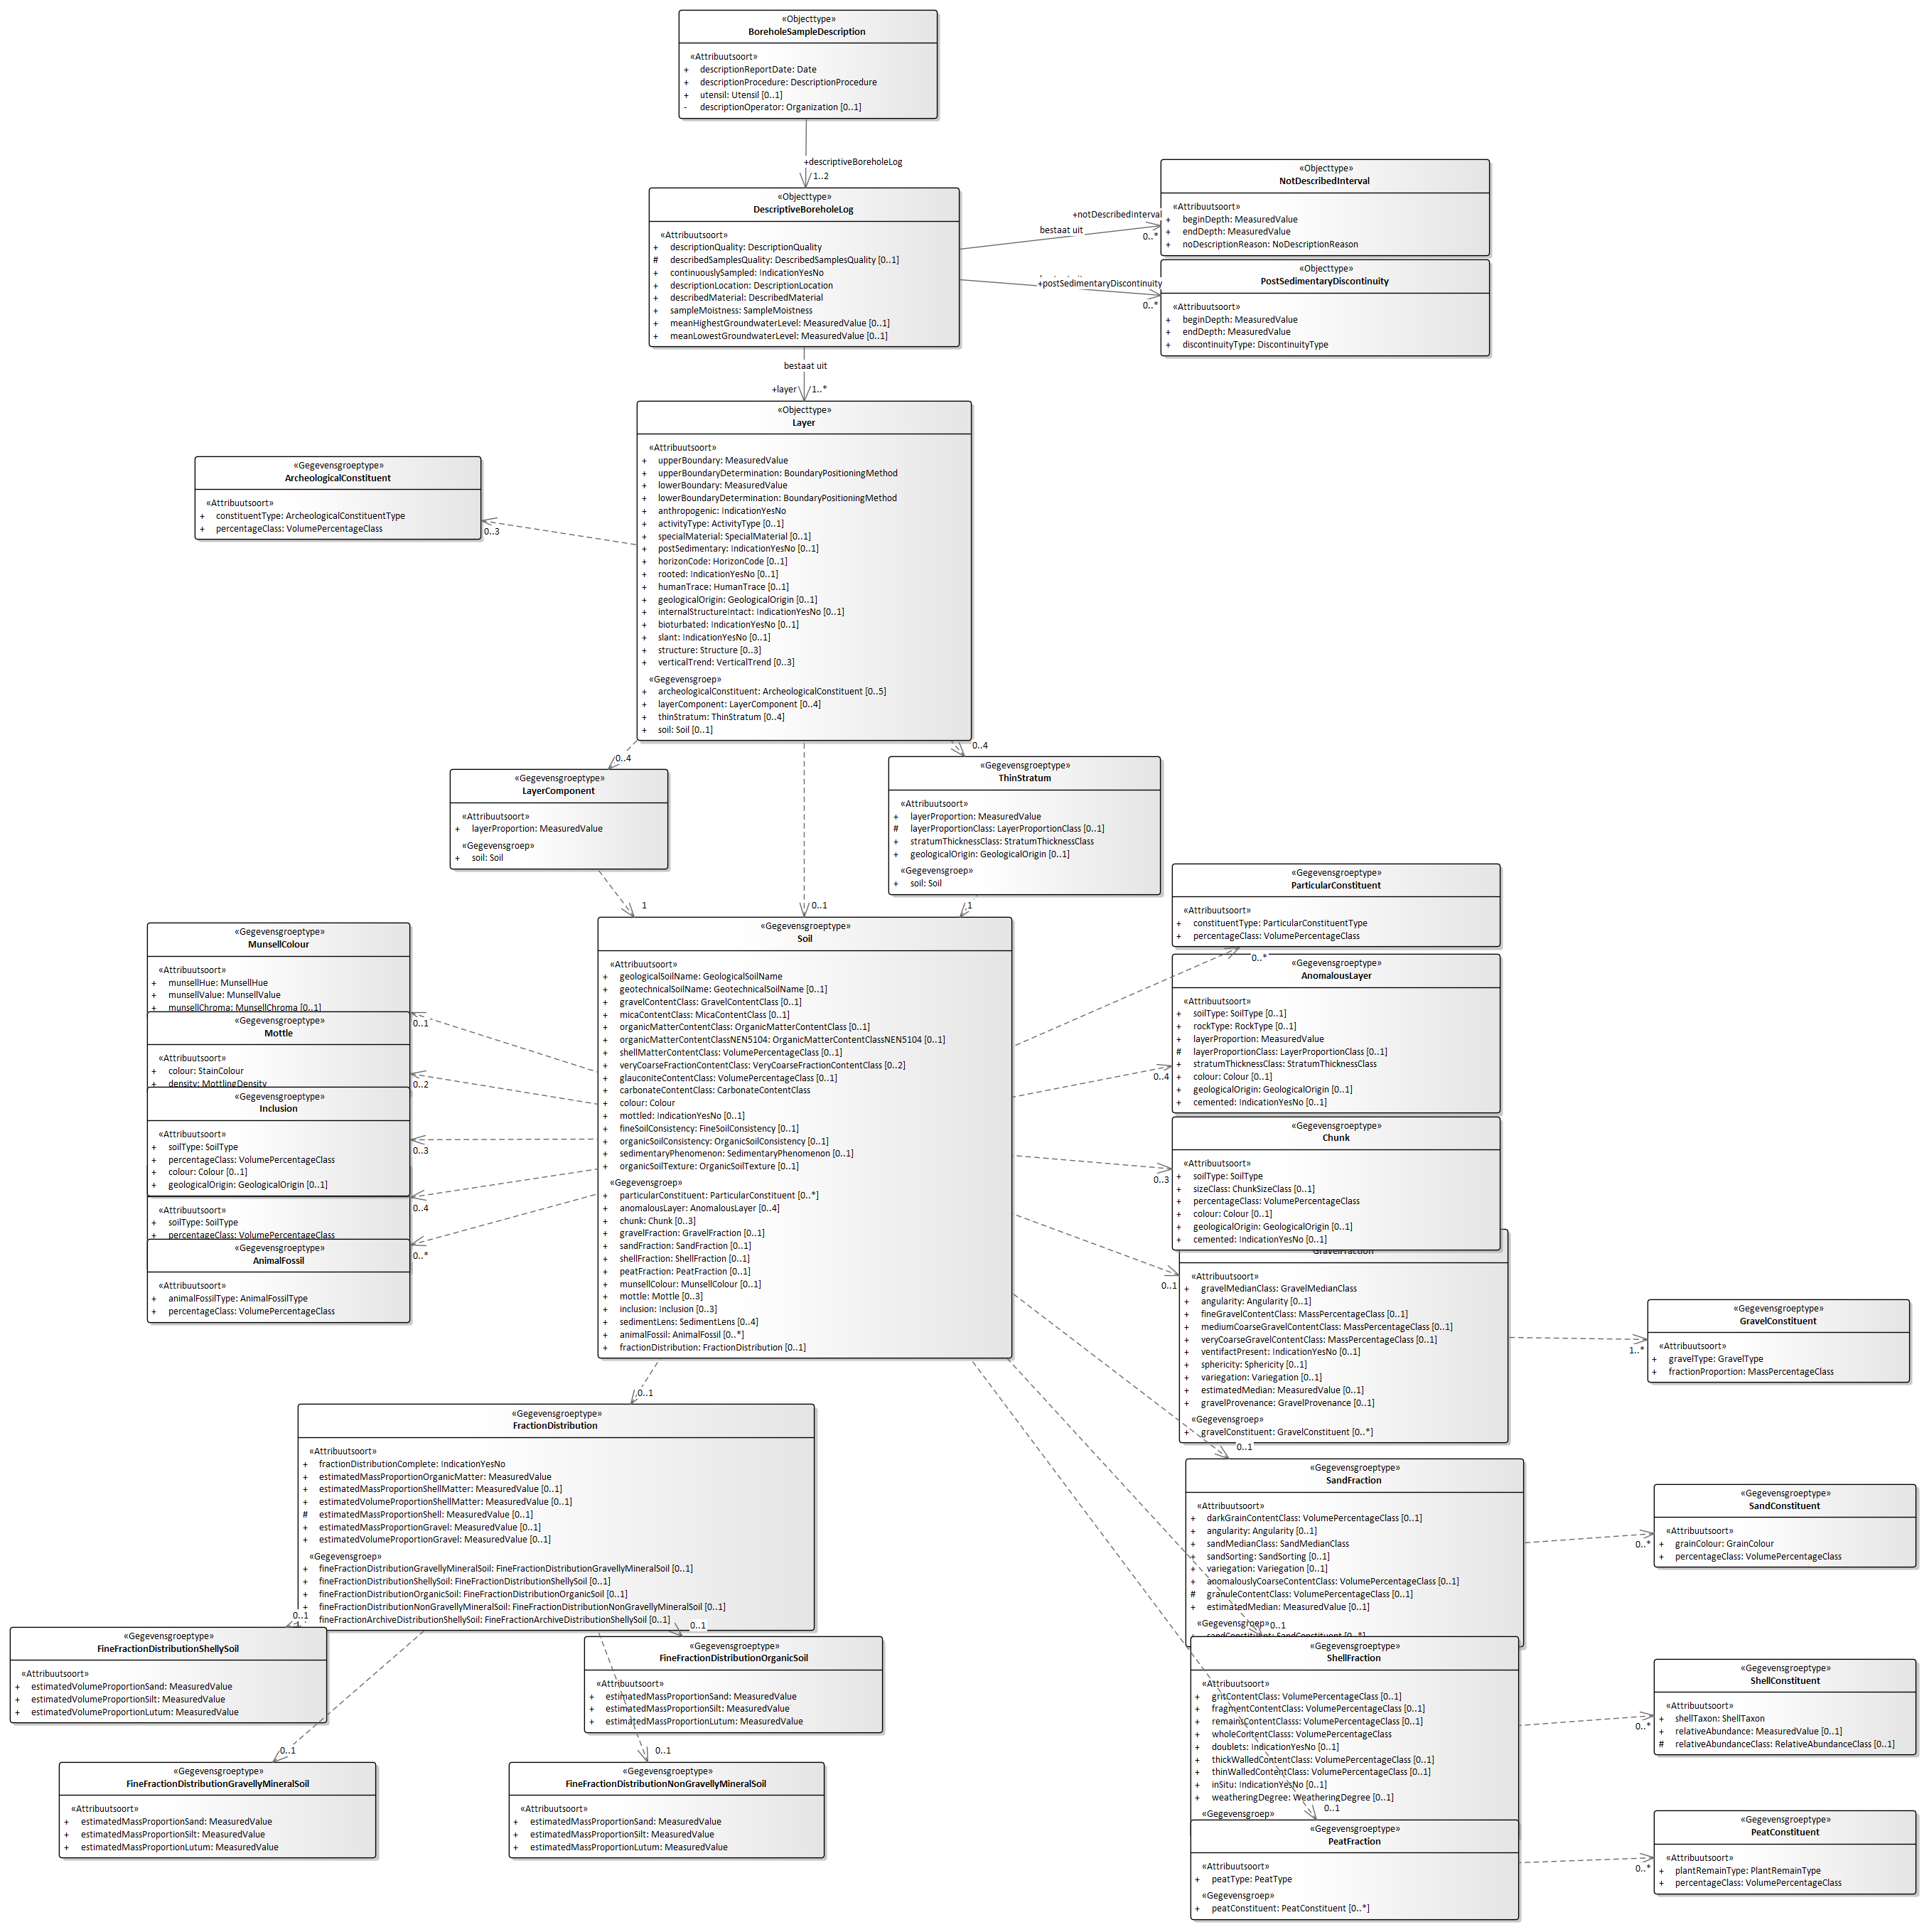 «Objecttype»
BoreholeSampleDescription
«Attribuutsoort»
+ descriptionReportDate: Date
+ descriptionProcedure: DescriptionProcedure
+ utensil: Utensil [0..1]
- descriptionOperator: Organization [0..1]
+descriptiveBoreholeLog
1..2
«Objecttype»
DescriptiveBoreholeLog
«Attribuutsoort»
+ descriptionQuality: DescriptionQuality
# describedSamplesQuality: DescribedSamplesQuality [0..1]
+ continuouslySampled: IndicationYesNo
+ descriptionLocation: DescriptionLocation
+ describedMaterial: DescribedMaterial
+ sampleMoistness: SampleMoistness
+ meanHighestGroundwaterLevel: MeasuredValue [0..1]
+ meanLowestGroundwaterLevel: MeasuredValue [0..1]
+notDescribedInterval
bestaat uit
0..*
«Objecttype»
NotDescribedInterval
«Attribuutsoort»
+ beginDepth: MeasuredValue
+ endDepth: MeasuredValue
+ noDescriptionReason: NoDescriptionReason
+postSedimentaryDiscontinuity
0..*
«Objecttype»
PostSedimentaryDiscontinuity
«Attribuutsoort»
+ beginDepth: MeasuredValue
+ endDepth: MeasuredValue
+ discontinuityType: DiscontinuityType
bestaat uit
+layer 1..*
«Objecttype»
Layer
«Attribuutsoort»
+ upperBoundary: MeasuredValue
+ upperBoundaryDetermination: BoundaryPositioningMethod
+ lowerBoundary: MeasuredValue
+ lowerBoundaryDetermination: BoundaryPositioningMethod
+ anthropogenic: IndicationYesNo
+ activityType: ActivityType [0..1]
+ specialMaterial: SpecialMaterial [0..1]
+ postSedimentary: IndicationYesNo [0..1]
+ horizonCode: HorizonCode [0..1]
+ rooted: IndicationYesNo [0..1]
+ humanTrace: HumanTrace [0..1]
+ geologicalOrigin: GeologicalOrigin [0..1]
+ internalStructureIntact: IndicationYesNo [0..1]
+ bioturbated: IndicationYesNo [0..1]
+ slant: IndicationYesNo [0..1]
+ structure: Structure [0..3]
+ verticalTrend: VerticalTrend [0..3]
«Gegevensgroep»
+ archeologicalConstituent: ArcheologicalConstituent [0..5]
+ layerComponent: LayerComponent [0..4]
+ thinStratum: ThinStratum [0..4]
+ soil: Soil [0..1]
«Gegevensgroeptype»
ArcheologicalConstituent
«Attribuutsoort»
+ constituentType: ArcheologicalConstituentType
+ percentageClass: VolumePercentageClass
0..3
0..4
«Gegevensgroeptype»
LayerComponent
«Attribuutsoort»
+ layerProportion: MeasuredValue
«Gegevensgroep»
+ soil: Soil
1
0..1
0..4
«Gegevensgroeptype»
ThinStratum
«Attribuutsoort»
+ layerProportion: MeasuredValue
# layerProportionClass: LayerProportionClass [0..1]
+ stratumThicknessClass: StratumThicknessClass
+ geologicalOrigin: GeologicalOrigin [0..1]
«Gegevensgroep»
+ soil: Soil
1
«Gegevensgroeptype»
Soil
«Attribuutsoort»
+ geologicalSoilName: GeologicalSoilName
+ geotechnicalSoilName: GeotechnicalSoilName [0..1]
+ gravelContentClass: GravelContentClass [0..1]
+ micaContentClass: MicaContentClass [0..1]
+ organicMatterContentClass: OrganicMatterContentClass [0..1]
+ organicMatterContentClassNEN5104: OrganicMatterContentClassNEN5104 [0..1]
+ shellMatterContentClass: VolumePercentageClass [0..1]
+ veryCoarseFractionContentClass: VeryCoarseFractionContentClass [0..2]
+ glauconiteContentClass: VolumePercentageClass [0..1]
+ carbonateContentClass: CarbonateContentClass
+ colour: Colour
+ mottled: IndicationYesNo [0..1]
+ fineSoilConsistency: FineSoilConsistency [0..1]
+ organicSoilConsistency: OrganicSoilConsistency [0..1]
+ sedimentaryPhenomenon: SedimentaryPhenomenon [0..1]
+ organicSoilTexture: OrganicSoilTexture [0..1]
«Gegevensgroep»
+ particularConstituent: ParticularConstituent [0..*]
+ anomalousLayer: AnomalousLayer [0..4]
+ chunk: Chunk [0..3]
+ gravelFraction: GravelFraction [0..1]
+ sandFraction: SandFraction [0..1]
+ shellFraction: ShellFraction [0..1]
+ peatFraction: PeatFraction [0..1]
+ munsellColour: MunsellColour [0..1]
+ mottle: Mottle [0..3]
+ inclusion: Inclusion [0..3]
+ sedimentLens: SedimentLens [0..4]
+ animalFossil: AnimalFossil [0..*]
+ fractionDistribution: FractionDistribution [0..1]
«Gegevensgroeptype»
MunsellColour
«Attribuutsoort»
+ munsellHue: MunsellHue
+ munsellValue: MunsellValue
+ munsellChroma: MunsellChroma [0..1]
0..1
«Gegevensgroeptype»
Mottle
«Attribuutsoort»
+ colour: StainColour
density: MottlingDensity
0..2
«Gegevensgroeptype»
Inclusion
«Attribuutsoort»
+ soilType: SoilType
+ percentageClass: VolumePercentageClass
+ colour: Colour [0..1]
+ geologicalOrigin: GeologicalOrigin [0..1]
0..3
«Attribuutsoort»
+ soilType: SoilType
+ percentageClass: VolumePercentageClass
0..4
«Gegevensgroeptype»
AnimalFossil
«Attribuutsoort»
+ animalFossilType: AnimalFossilType
+ percentageClass: VolumePercentageClass
0..*
«Gegevensgroeptype»
ParticularConstituent
«Attribuutsoort»
+ constituentType: ParticularConstituentType
+ percentageClass: VolumePercentageClass
0..*
«Gegevensgroeptype»
AnomalousLayer
«Attribuutsoort»
+ soilType: SoilType [0..1]
+ rockType: RockType [0..1]
+ layerProportion: MeasuredValue
# layerProportionClass: LayerProportionClass [0..1]
+ stratumThicknessClass: StratumThicknessClass
+ colour: Colour [0..1]
+ geologicalOrigin: GeologicalOrigin [0..1]
+ cemented: IndicationYesNo [0..1]
0..4
«Gegevensgroeptype»
Chunk
«Attribuutsoort»
+ soilType: SoilType
+ sizeClass: ChunkSizeClass [0..1]
+ percentageClass: VolumePercentageClass
+ colour: Colour [0..1]
+ geologicalOrigin: GeologicalOrigin [0..1]
+ cemented: IndicationYesNo [0..1]
0..3
GravelFraction
«Attribuutsoort»
+ gravelMedianClass: GravelMedianClass
+ angularity: Angularity [0..1]
+ fineGravelContentClass: MassPercentageClass [0..1]
+ mediumCoarseGravelContentClass: MassPercentageClass [0..1]
+ veryCoarseGravelContentClass: MassPercentageClass [0..1]
+ ventifactPresent: IndicationYesNo [0..1]
+ sphericity: Sphericity [0..1]
+ variegation: Variegation [0..1]
+ estimatedMedian: MeasuredValue [0..1]
+ gravelProvenance: GravelProvenance [0..1]
«Gegevensgroep»
+ gravelConstituent: GravelConstituent [0..*]
0..1
«Gegevensgroeptype»
GravelConstituent
«Attribuutsoort»
+ gravelType: GravelType
+ fractionProportion: MassPercentageClass
1..*
0..1
«Gegevensgroeptype»
SandFraction
«Attribuutsoort»
+ darkGrainContentClass: VolumePercentageClass [0..1]
+ angularity: Angularity [0..1]
+ sandMedianClass: SandMedianClass
+ sandSorting: SandSorting [0..1]
+ variegation: Variegation [0..1]
+ anomalouslyCoarseContentClass: VolumePercentageClass [0..1]
# granuleContentClass: VolumePercentageClass [0..1]
+ estimatedMedian: MeasuredValue [0..1]
«Gegevensgroep»
sandConstituent: SandConstituent [0..*]
0..1
«Gegevensgroeptype»
SandConstituent
«Attribuutsoort»
+ grainColour: GrainColour
+ percentageClass: VolumePercentageClass
0..*
«Gegevensgroeptype»
ShellFraction
«Attribuutsoort»
+ gritContentClass: VolumePercentageClass [0..1]
+ fragmentContentClass: VolumePercentageClass [0..1]
+ remainsContentClass: VolumePercentageClass [0..1]
+ wholeContentClasss: VolumePercentageClass
+ doublets: IndicationYesNo [0..1]
+ thickWalledContentClass: VolumePercentageClass [0..1]
+ thinWalledContentClass: VolumePercentageClass [0..1]
+ inSitu: IndicationYesNo [0..1]
+ weatheringDegree: WeatheringDegree [0..1]
«Gegevensgroep»
0..1
«Gegevensgroeptype»
ShellConstituent
«Attribuutsoort»
+ shellTaxon: ShellTaxon
+ relativeAbundance: MeasuredValue [0..1]
# relativeAbundanceClass: RelativeAbundanceClass [0..1]
0..*
«Gegevensgroeptype»
PeatFraction
«Attribuutsoort»
+ peatType: PeatType
«Gegevensgroep»
+ peatConstituent: PeatConstituent [0..*]
«Gegevensgroeptype»
PeatConstituent
«Attribuutsoort»
+ plantRemainType: PlantRemainType
+ percentageClass: VolumePercentageClass
0..*
0..1
«Gegevensgroeptype»
FractionDistribution
«Attribuutsoort»
+ fractionDistributionComplete: IndicationYesNo
+ estimatedMassProportionOrganicMatter: MeasuredValue
+ estimatedMassProportionShellMatter: MeasuredValue [0..1]
+ estimatedVolumeProportionShellMatter: MeasuredValue [0..1]
# estimatedMassProportionShell: MeasuredValue [0..1]
+ estimatedMassProportionGravel: MeasuredValue [0..1]
+ estimatedVolumeProportionGravel: MeasuredValue [0..1]
«Gegevensgroep»
+ fineFractionDistributionGravellyMineralSoil: FineFractionDistributionGravellyMineralSoil [0..1]
+ fineFractionDistributionShellySoil: FineFractionDistributionShellySoil [0..1]
+ fineFractionDistributionOrganicSoil: FineFractionDistributionOrganicSoil [0..1]
+ fineFractionDistributionNonGravellyMineralSoil: FineFractionDistributionNonGravellyMineralSoil [0..1]
fineFractionArchiveDistributionShellySoil: FineFractionArchiveDistributionShellySoil [0..1]
0..1
«Gegevensgroeptype»
FineFractionDistributionShellySoil
«Attribuutsoort»
+ estimatedVolumeProportionSand: MeasuredValue
+ estimatedVolumeProportionSilt: MeasuredValue
+ estimatedVolumeProportionLutum: MeasuredValue
0..1
«Gegevensgroeptype»
FineFractionDistributionOrganicSoil
«Attribuutsoort»
+ estimatedMassProportionSand: MeasuredValue
+ estimatedMassProportionSilt: MeasuredValue
+ estimatedMassProportionLutum: MeasuredValue
0..1
«Gegevensgroeptype»
FineFractionDistributionGravellyMineralSoil
«Attribuutsoort»
+ estimatedMassProportionSand: MeasuredValue
+ estimatedMassProportionSilt: MeasuredValue
+ estimatedMassProportionLutum: MeasuredValue
0..1
«Gegevensgroeptype»
FineFractionDistributionNonGravellyMineralSoil
«Attribuutsoort»
+ estimatedMassProportionSand: MeasuredValue
+ estimatedMassProportionSilt: MeasuredValue
+ estimatedMassProportionLutum: MeasuredValue